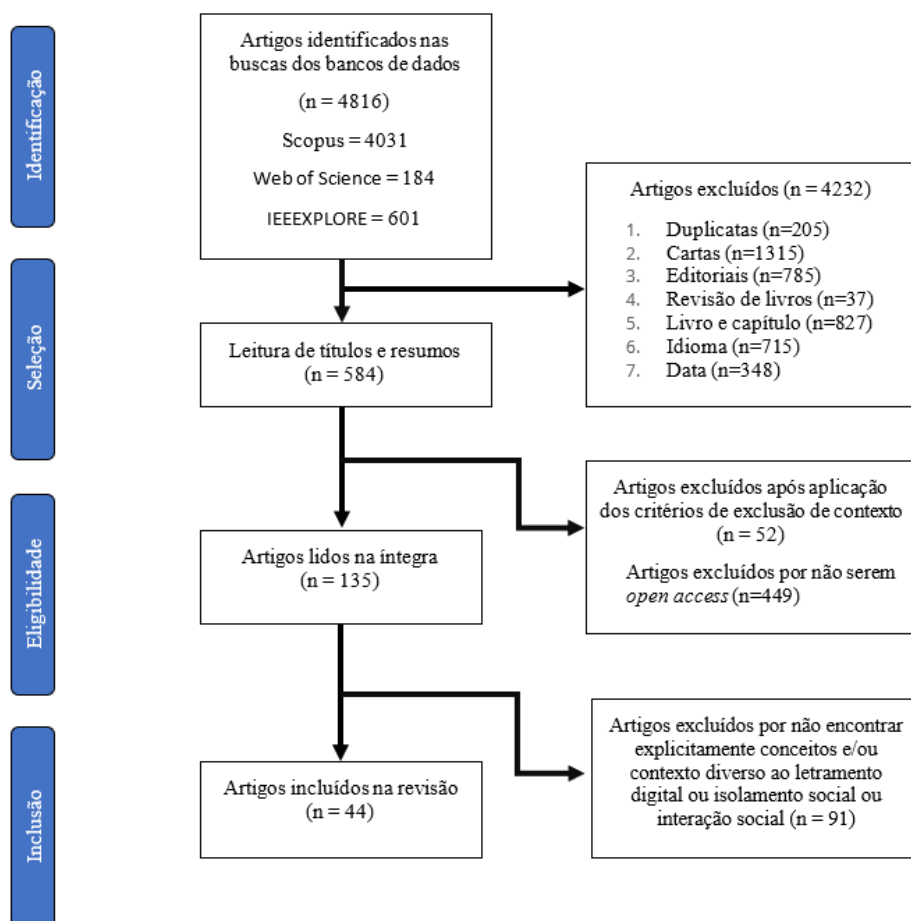 Identificação
Artigos identificados nas
buscas dos bancos de dados
(n = 4816)
Scopus = 4031
Web of Science = 184
IEEEXPLORE = 601
Artigos excluídos (n = 4232)
1. Duplicatas (n=205)
2. Cartas (n=1315)
3. Editoriais (n=785)
4. Revisão de livros (n=37)
5. Livro e capítulo (n=827)
6. Idioma (n=715)
7. Data (n=348)
Seleção
Leitura de títulos e resumos
(n = 584)
Artigos excluídos após aplicação
dos critérios de exclusão de contexto
(n = 52)
Artigos excluídos por não serem
open access (n=449)
Eligibilidade
Artigos lidos na íntegra
(n = 135)
Artigos excluídos por não encontrar
explicitamente conceitos e/ou
contexto diverso ao letramento
digital ou isolamento social ou
interação social (n = 91)
Inclusão
Artigos incluídos na revisão
(n = 44)